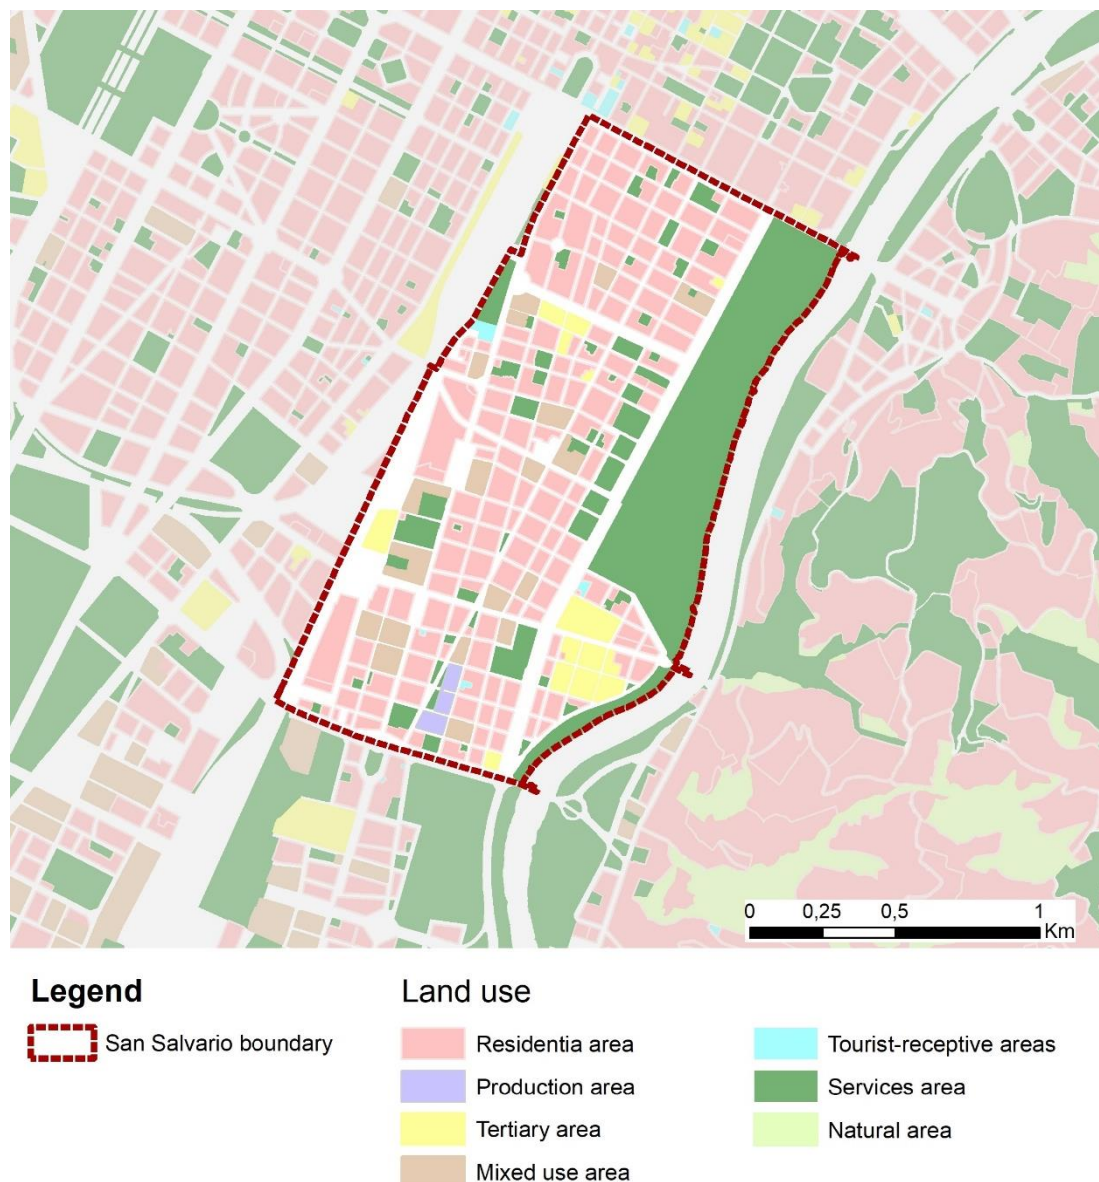 0 0,25 0,5 1
Km
Legend
San Salvario boundary
Land use
Residentia area
Production area
Tertiary area
Mixed use area
Tourist-receptive areas
Services area
Natural area